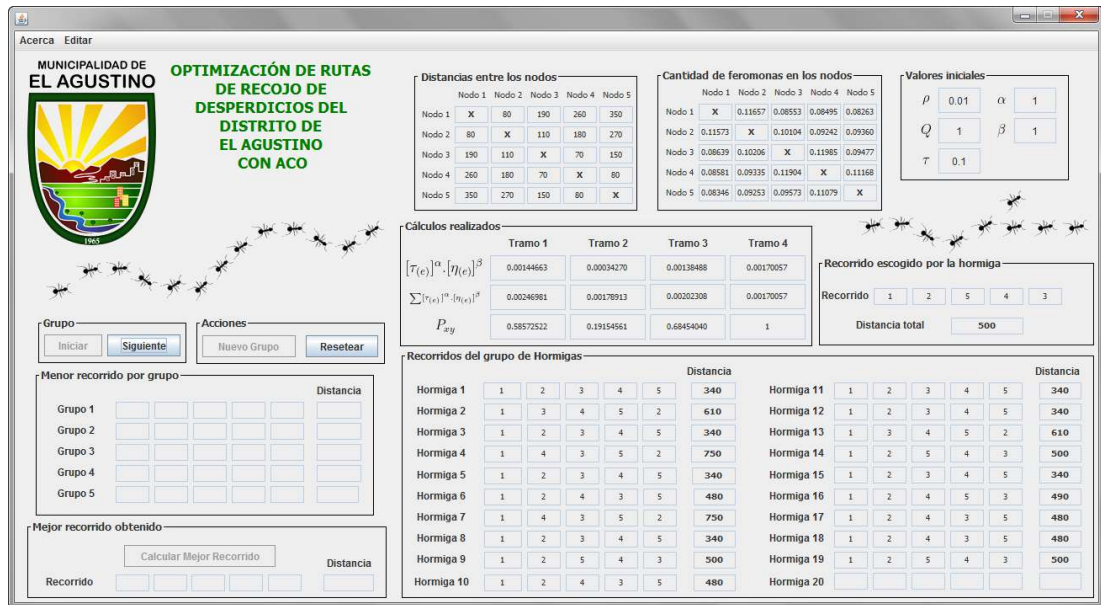 Acerca Editar
MUNICIPALIDAD DE
EL AGUSTINO
1965
OPTIMIZACIÓN DE RUTAS
DE RECOJO DE
DESPERDICIOS DEL
DISTRITO DE
EL AGUSTINO
CON ACO
Distancias entre los nodos
Nodo 1 Nodo 2 Nodo 3 Nodo 4 Nodo 5
Nodo 1 X 80 190 260 350
Nodo 2 80 X 110 180 270
Nodo 3 190 110 X 70 150
Nodo 4 260 180 70 X 80
Nodo 5 350 270 150 80 X
Cantidad de feromonas en los nodos
Nodo 1 Nodo 2 Nodo 3 Nodo 4 Nodo 5
Nodo 1 X 0.11657 0.08553 0.08495 0.08263
Nodo 2 0.11573 X 0.10104 0.09242 0.09360
Nodo 3 0.08639 0.10206 X 0.11985 0.09477
Nodo 4 0.08581 0.09335 0.11904 X 0.11168
Nodo 5 0.08346 0.09253 0.09573 0.11079 X
Valores iniciales
ρ 0.01 α 1
Q 1 β 1
τ 0.1
Cálculos realizados
Tramo 1 Tramo 2 Tramo 3 Tramo 4
[τ(e)]^α.[η(e)]^β 0.00144663 0.00034270 0.00138488 0.00170057
∑[τ(e)]^α.[η(e)]^β 0.00246981 0.00178913 0.00202308 0.00170057
Pxy 0.58572522 0.19154561 0.68454040 1
Recorrido escogido por la hormiga
Recorrido 1 2 5 4 3
Distancia total 500
Grupo
Iniciar Siguiente
Acciones
Nuevo Grupo Resetear
Menor recorrido por grupo
Distancia
Grupo 1
Grupo 2
Grupo 3
Grupo 4
Grupo 5
Mejor recorrido obtenido
Calcular Mejor Recorrido Distancia
Recorrido
Recorridos del grupo de Hormigas
Distancia Distancia
Hormiga 1 1 2 3 4 5 340 Hormiga 11 1 2 3 4 5 340
Hormiga 2 1 3 4 5 2 610 Hormiga 12 1 2 3 4 5 340
Hormiga 3 1 2 3 4 5 340 Hormiga 13 1 3 4 5 2 610
Hormiga 4 1 4 3 5 2 750 Hormiga 14 1 2 5 4 3 500
Hormiga 5 1 2 3 4 5 340 Hormiga 15 1 2 3 4 5 340
Hormiga 6 1 2 4 3 5 480 Hormiga 16 1 2 4 5 3 490
Hormiga 7 1 4 3 5 2 750 Hormiga 17 1 2 4 3 5 480
Hormiga 8 1 2 3 4 5 340 Hormiga 18 1 2 4 3 5 480
Hormiga 9 1 2 5 4 3 500 Hormiga 19 1 2 5 4 3 500
Hormiga 10 1 2 4 3 5 480 Hormiga 20